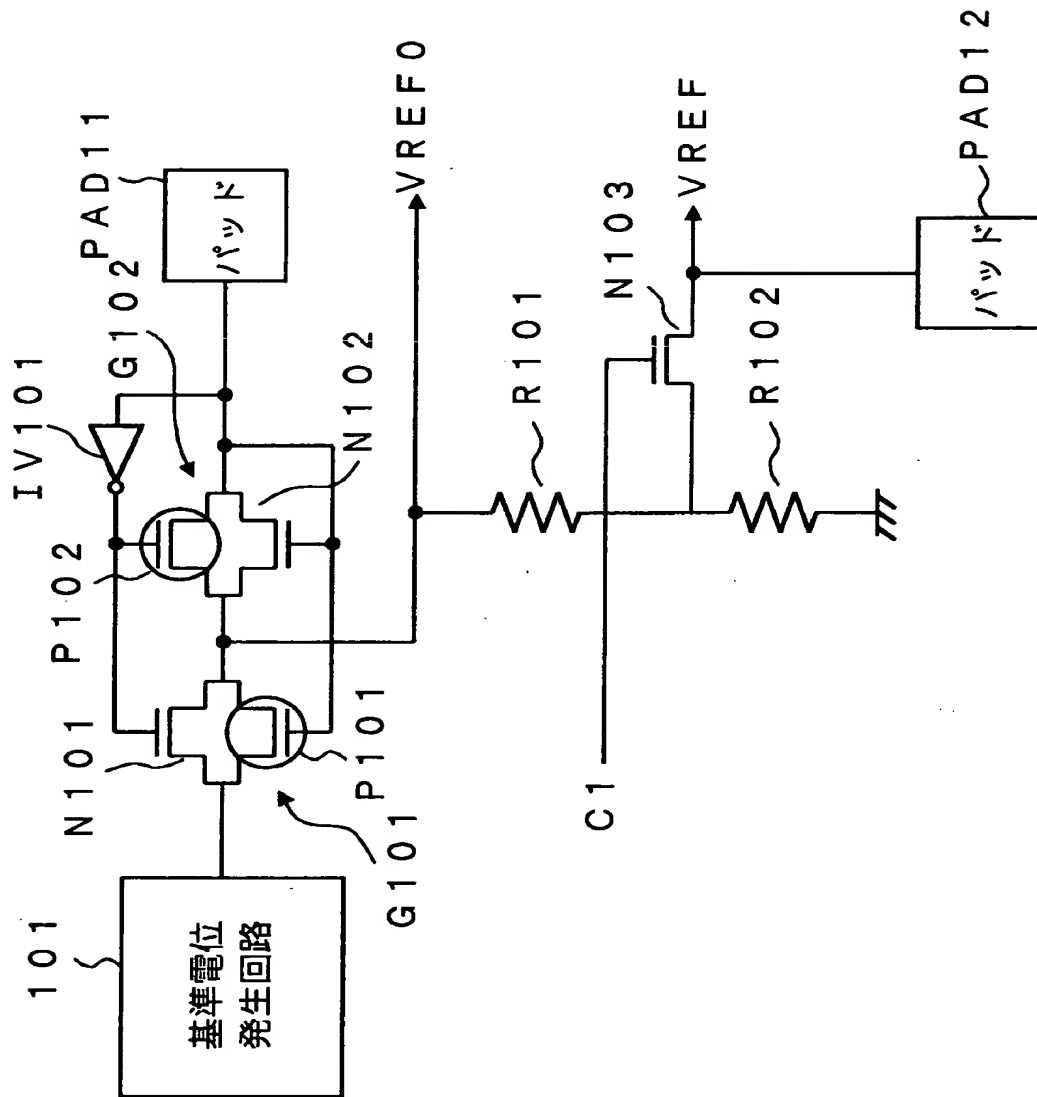 101
基準電位
発生回路
N101
P101
G101
P102
IV101
G102
N102
PAD11
パッド
VREF0
C1
R101
N103
R102
VREF
パッド
PAD12